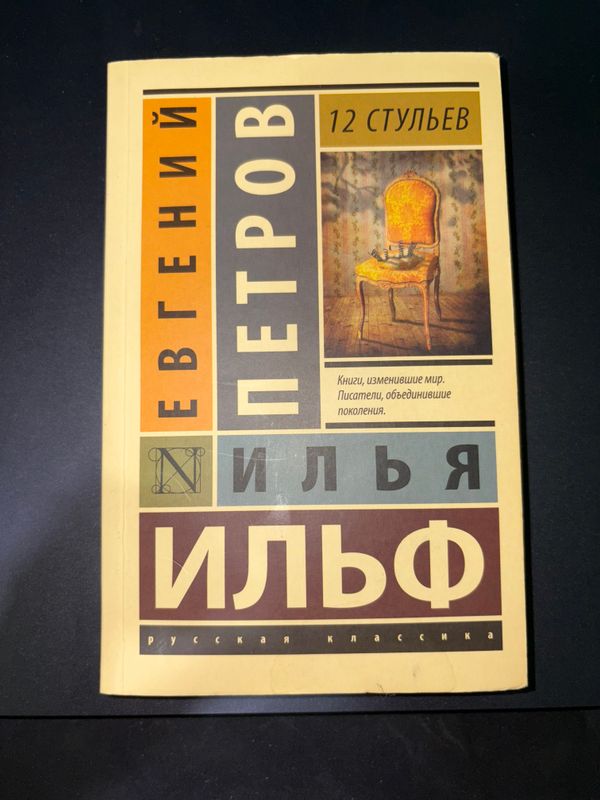 ЕВГЕНИЙ
ПЕТРОВ
12 СТУЛЬЕВ
Книги, изменившие мир.
Писатели, объединившие
поколения.
N
ИЛЬЯ
ИЛЬФ
русская классика